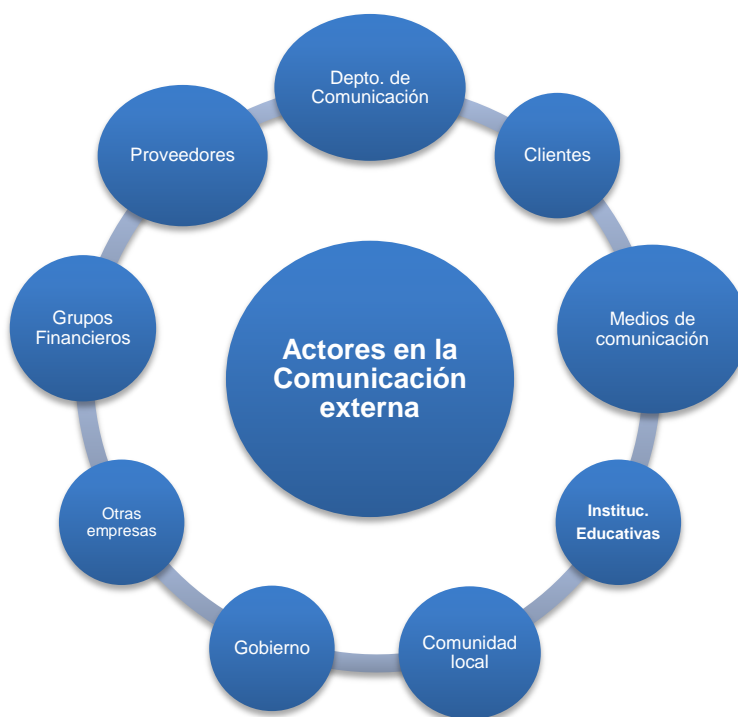 Depto. de
Comunicación
Clientes
Proveedores
Medios de
comunicación
Grupos
Financieros
Actores en la
Comunicación
externa
Instituc.
Educativas
Otras
empresas
Comunidad
local
Gobierno